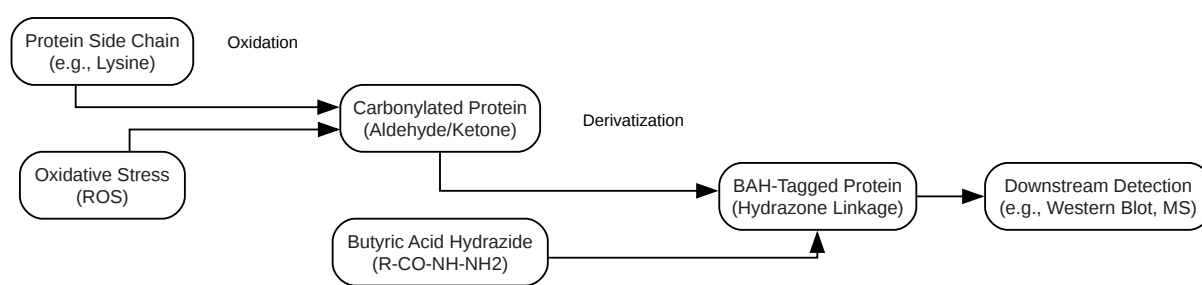 Protein Side Chain
(e.g., Lysine)
Oxidation
Oxidative Stress
(ROS)
Carbonylated Protein
(Aldehyde/Ketone)
Derivatization
Butyric Acid Hydrazide
(R-CO-NH-NH2)
BAH-Tagged Protein
(Hydrazone Linkage)
Downstream Detection
(e.g., Western Blot, MS)